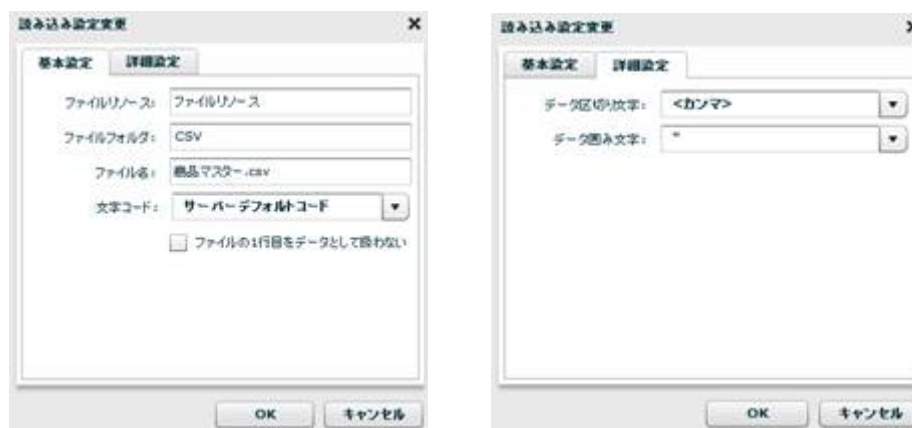 読み込み設定変更
基本設定 詳細設定
ファイルリソース: ファイルリソース
ファイルフォルダ: CSV
ファイル名: 商品マスター.csv
文字コード: サーバーデフォルトコード
ファイルの1行目をデータとして扱わない
OK キャンセル
読み込み設定変更
基本設定 詳細設定
データ区切り文字: <カンマ>
データ囲み文字: "
OK キャンセル